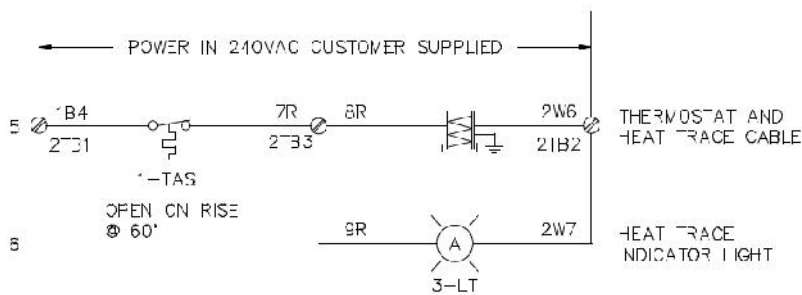 POWER IN 240VAC CUSTOMER SUPPLIED
5 1B4 7R 8R 2W6 THERMOSTAT AND
2TB1 2TB3 2TB2 HEAT TRACE CABLE
1-TAS
OPEN ON RISE
@ 60°
6 9R A 2W7 HEAT TRACE
INDICATOR LIGHT
3-LT